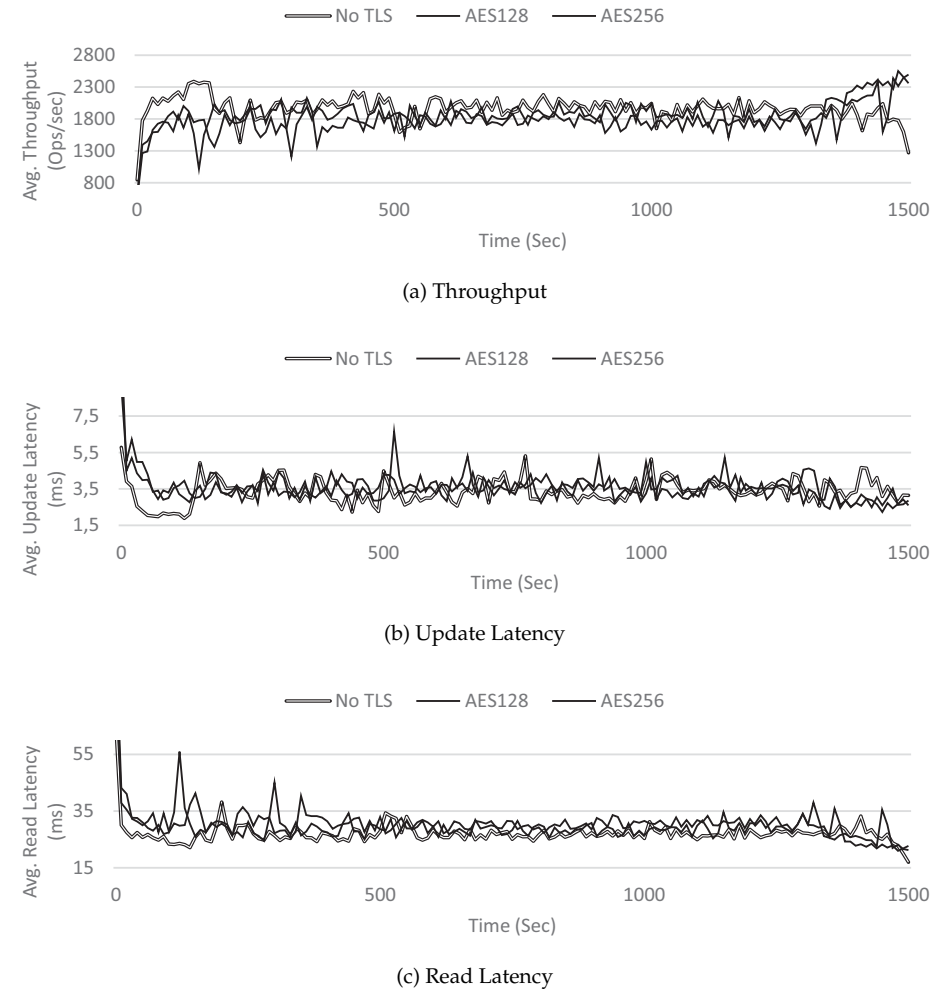 No TLS AES128 AES256
Avg. Throughput
(Ops/sec)
2800
2300
1800
1300
800
0 500 1000 1500
Time (Sec)
(a) Throughput
No TLS AES128 AES256
Avg. Update Latency
(ms)
7,5
5,5
3,5
1,5
0 500 1000 1500
Time (Sec)
(b) Update Latency
No TLS AES128 AES256
Avg. Read Latency
(ms)
55
35
15
0 500 1000 1500
Time (Sec)
(c) Read Latency